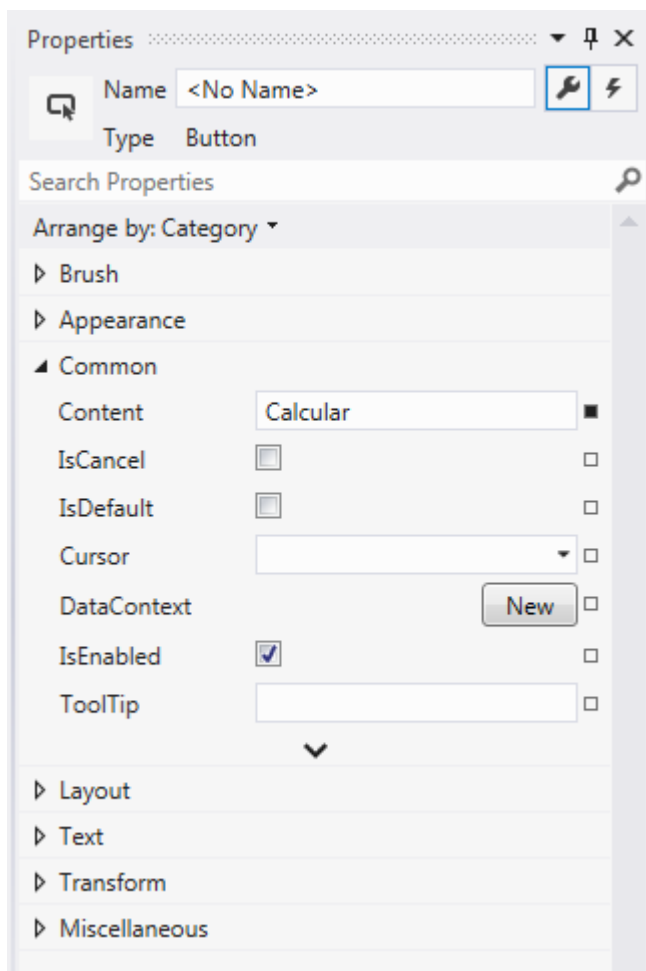 Properties
Name <No Name>
Type Button
Search Properties
Arrange by: Category
Brush
Appearance
Common
Content Calcular
IsCancel
IsDefault
Cursor
DataContext New
IsEnabled
ToolTip
Layout
Text
Transform
Miscellaneous